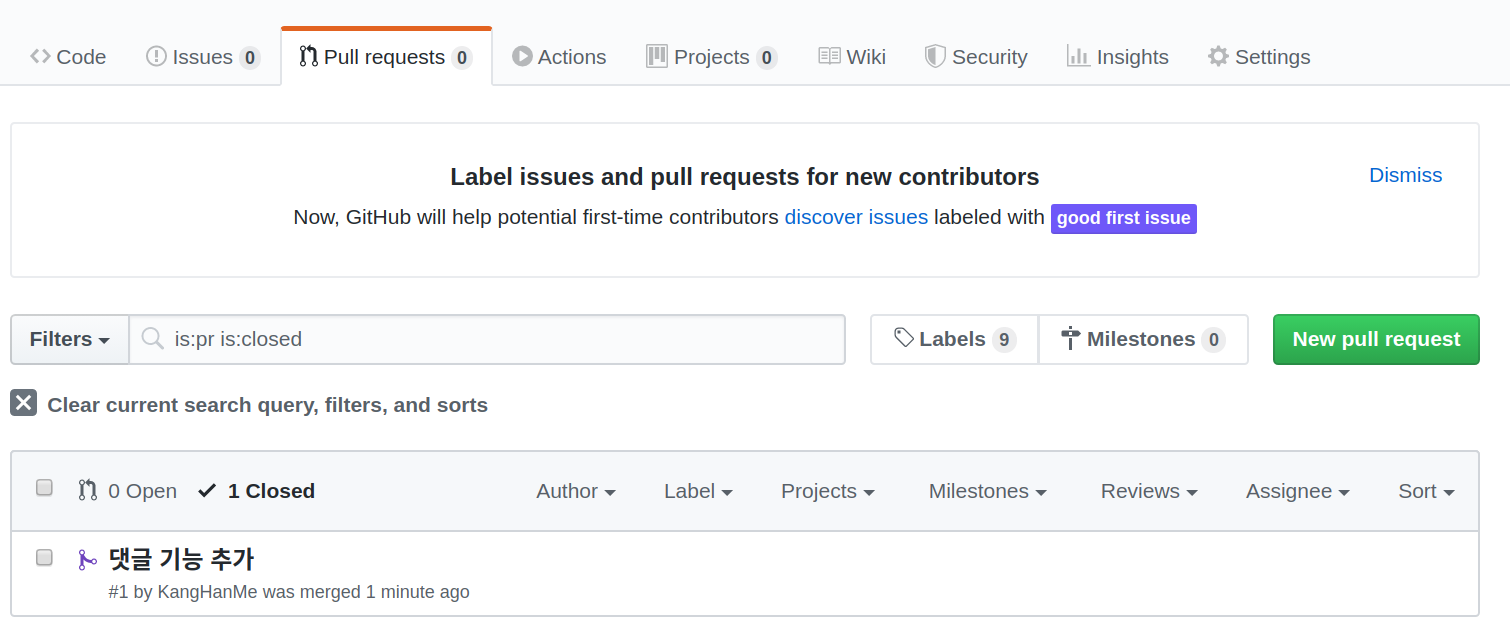 Code Issues 0 Pull requests 0 Actions Projects 0 Wiki Security Insights Settings
Label issues and pull requests for new contributors
Dismiss
Now, GitHub will help potential first-time contributors discover issues labeled with good first issue
Filters is:pr is:closed Labels 9 Milestones 0 New pull request
Clear current search query, filters, and sorts
0 Open 1 Closed Author Label Projects Milestones Reviews Assignee Sort
댓글 기능 추가
#1 by KangHanMe was merged 1 minute ago